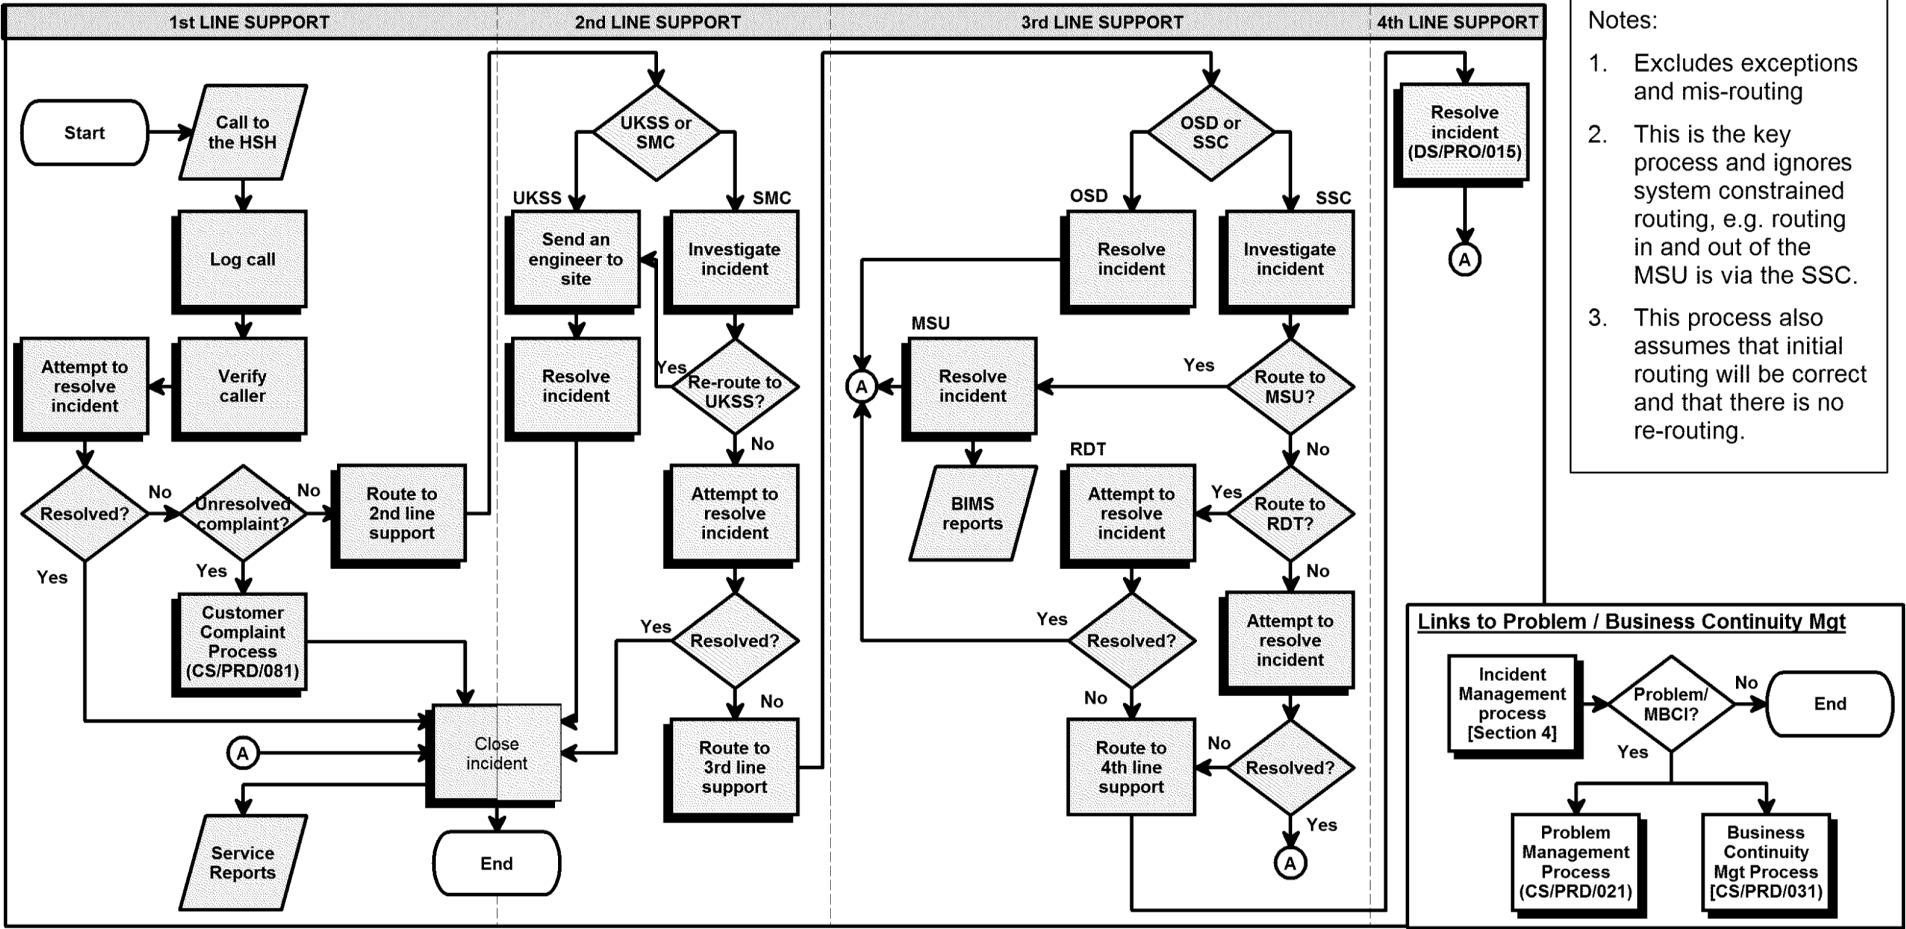 1st LINE SUPPORT
2nd LINE SUPPORT
3rd LINE SUPPORT
4th LINE SUPPORT
Start
Call to
the HSH
Log call
Verify
caller
Attempt to
resolve
incident
Resolved?
No
Yes
Unresolved
complaint?
No
Yes
Route to
2nd line
support
Customer
Complaint
Process
(CS/PRD/081)
A
Close
incident
Service
Reports
End
UKSS or
SMC
UKSS
SMC
Send an
engineer to
site
Investigate
incident
Resolve
incident
Yes
Re-route to
UKSS?
No
Attempt to
resolve
incident
Yes
Resolved?
No
Route to
3rd line
support
OSD or
SSC
OSD
SSC
Resolve
incident
Investigate
incident
MSU
A
Resolve
incident
Yes
Route to
MSU?
No
BIMS
reports
RDT
Attempt to
resolve
incident
Yes
Route to
RDT?
No
Yes
Resolved?
No
Attempt to
resolve
incident
Route to
4th line
support
No
Resolved?
Yes
A
Resolve
incident
(DS/PRO/015)
A
Notes:
1. Excludes exceptions
and mis-routing
2. This is the key
process and ignores
system constrained
routing, e.g. routing
in and out of the
MSU is via the SSC.
3. This process also
assumes that initial
routing will be correct
and that there is no
re-routing.
Links to Problem / Business Continuity Mgt
Incident
Management
process
[Section 4]
Problem/
MBCI?
No
End
Yes
Problem
Management
Process
(CS/PRD/021)
Business
Continuity
Mgt Process
[CS/PRD/031)